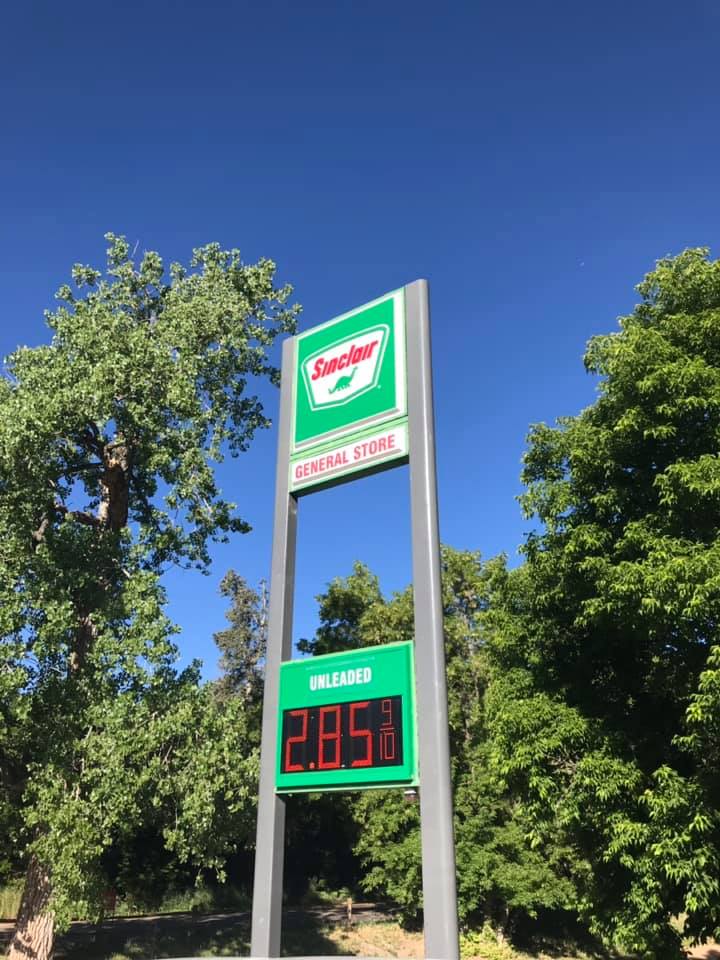 Sinclair
GENERAL STORE
UNLEADED
2.85 9/10